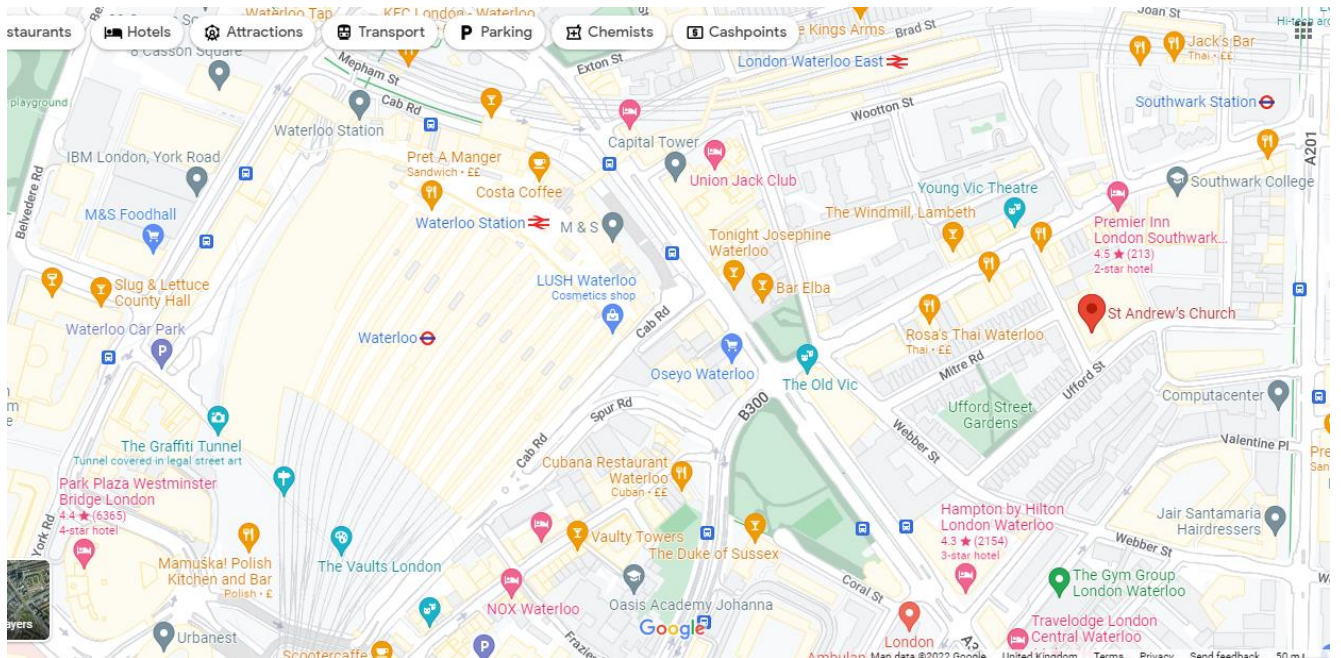 staurants
Hotels
Attractions
Transport
Parking
Chemists
Cashpoints
Waterloo Tap
KFC London - Waterloo
Kings Arms
Brad St
Joan St
8 Casson Square
Mepham St
Exton St
London Waterloo East
Jack's Bar
Thai • ££
playground
Cab Rd
Wootton St
Southwark Station
Waterloo Station
Capital Tower
A201
IBM London, York Road
Pret A Manger
Sandwich • ££
Costa Coffee
Union Jack Club
Young Vic Theatre
Southwark College
Belvedere Rd
M&S Foodhall
Waterloo Station
M & S
The Windmill, Lambeth
Premier Inn
London Southwark...
4.5 ★ (213)
2-star hotel
Tonight Josephine
Waterloo
Slug & Lettuce
County Hall
LUSH Waterloo
Cosmetics shop
Bar Elba
St Andrew's Church
Cab Rd
Waterloo Car Park
Waterloo
Rosa's Thai Waterloo
Thai • ££
Mitre Rd
Ufford St
Oseyo Waterloo
The Old Vic
Computacenter
Spur Rd
B300
Ufford Street
Gardens
Webber St
Valentine Pl
The Graffiti Tunnel
Tunnel covered in legal street art
Cab Rd
Cubana Restaurant
Waterloo
Cuban • ££
Park Plaza Westminster
Bridge London
4.4 ★ (6365)
4-star hotel
York Rd
Hampton by Hilton
London Waterloo
4.3 ★ (2154)
3-star hotel
Jair Santamaria
Hairdressers
Webber St
Vaulty Towers
The Duke of Sussex
Mamuśka! Polish
Kitchen and Bar
Polish • £
The Vaults London
The Gym Group
London Waterloo
Coral St
NOX Waterloo
Oasis Academy Johanna
ayers
Urbanest
Google
London
Travelodge London
Central Waterloo
Scootercaffe
Frazier
A3
Map data ©2022 Google
United Kingdom
Terms
Privacy
Send feedback
50 m